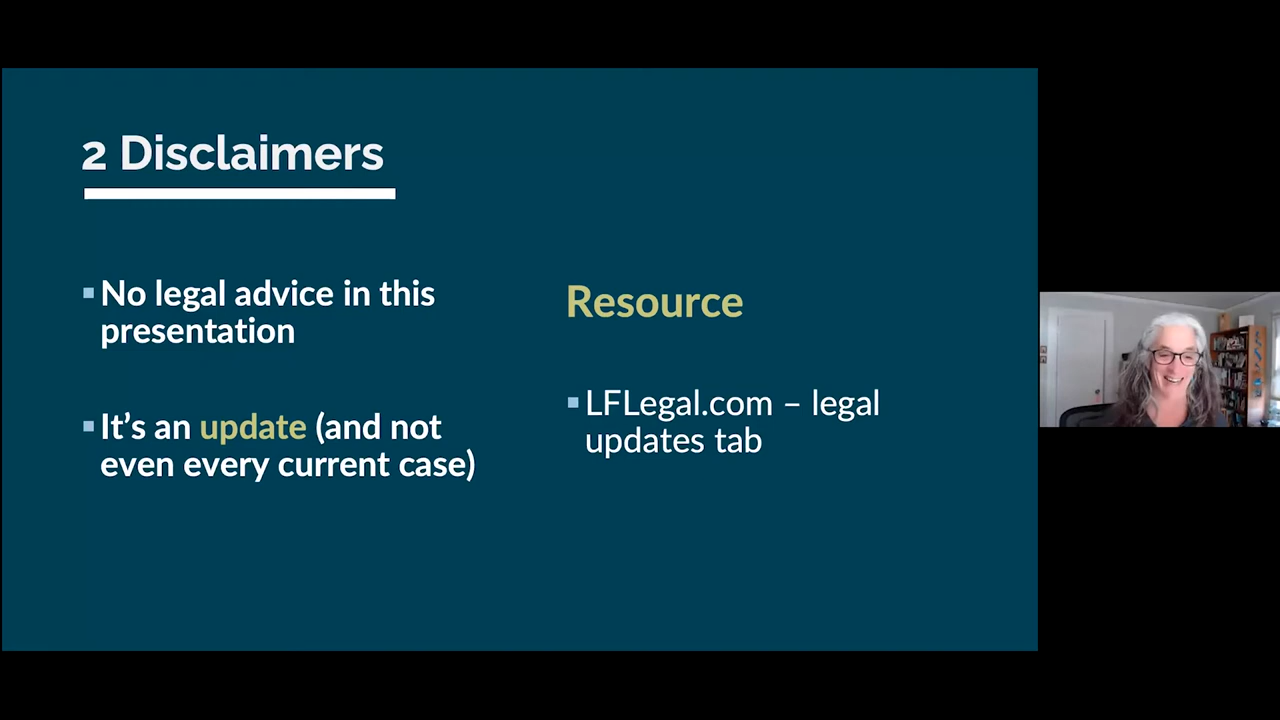 2 Disclaimers
No legal advice in this
presentation
It’s an update (and not
even every current case)
Resource
LFLegal.com – legal
updates tab